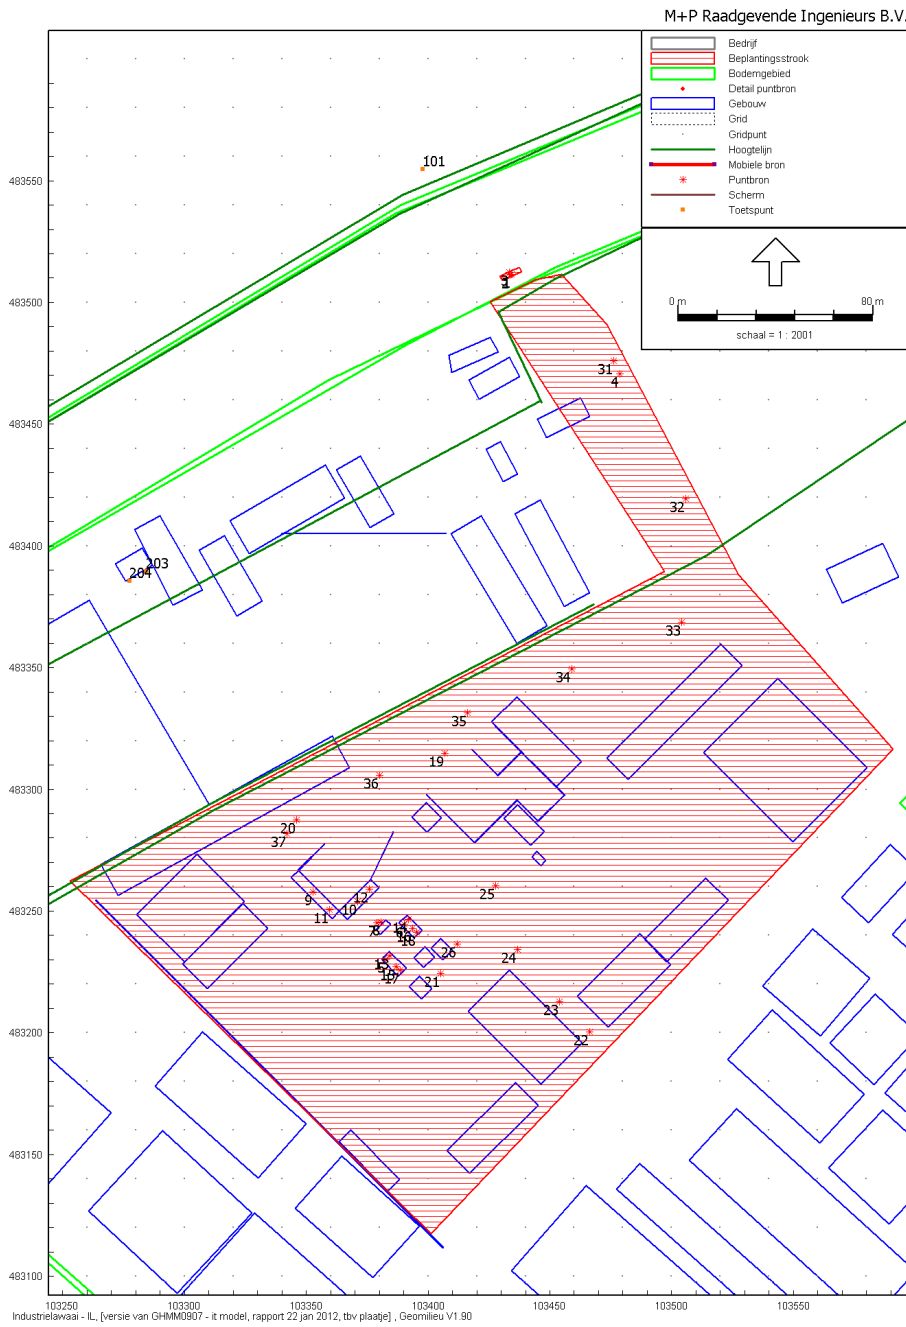 M+P Raadgevende Ingenieurs B.V.
Bedrijf
Beplantingsstrook
Bodemgebied
Detail puntbron
Gebouw
Grid
Gridpunt
Hoogtelijn
Mobiele bron
Puntbron
Scherm
Toetspunt
0 m 80 m
schaal = 1 : 2001
101
483550
483500
31
4
483450
32
483400
203
204
33
483350
34
35
19
36
483300
20
37
25
9
12
10
11
483250
7
8
14
18
26
24
17
21
23
483200
22
483150
483100
103250 103300 103350 103400 103450 103500 103550
Industrielawaai - IL, [versie van GHMM0907 - it model, rapport 22 jan 2012, tbv plaatje] , Geomilieu V1.90